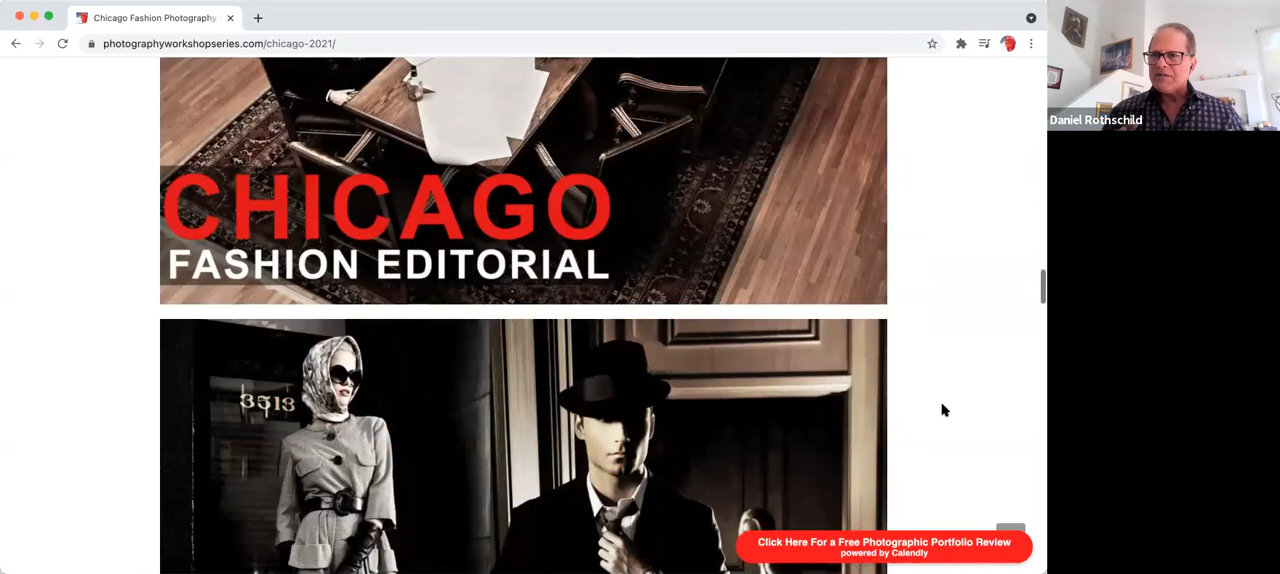 Chicago Fashion Photography
photographyworkshopseries.com/chicago-2021/
Daniel Rothschild
CHICAGO
FASHION EDITORIAL
3513
Click Here For a Free Photographic Portfolio Review
powered by Calendly